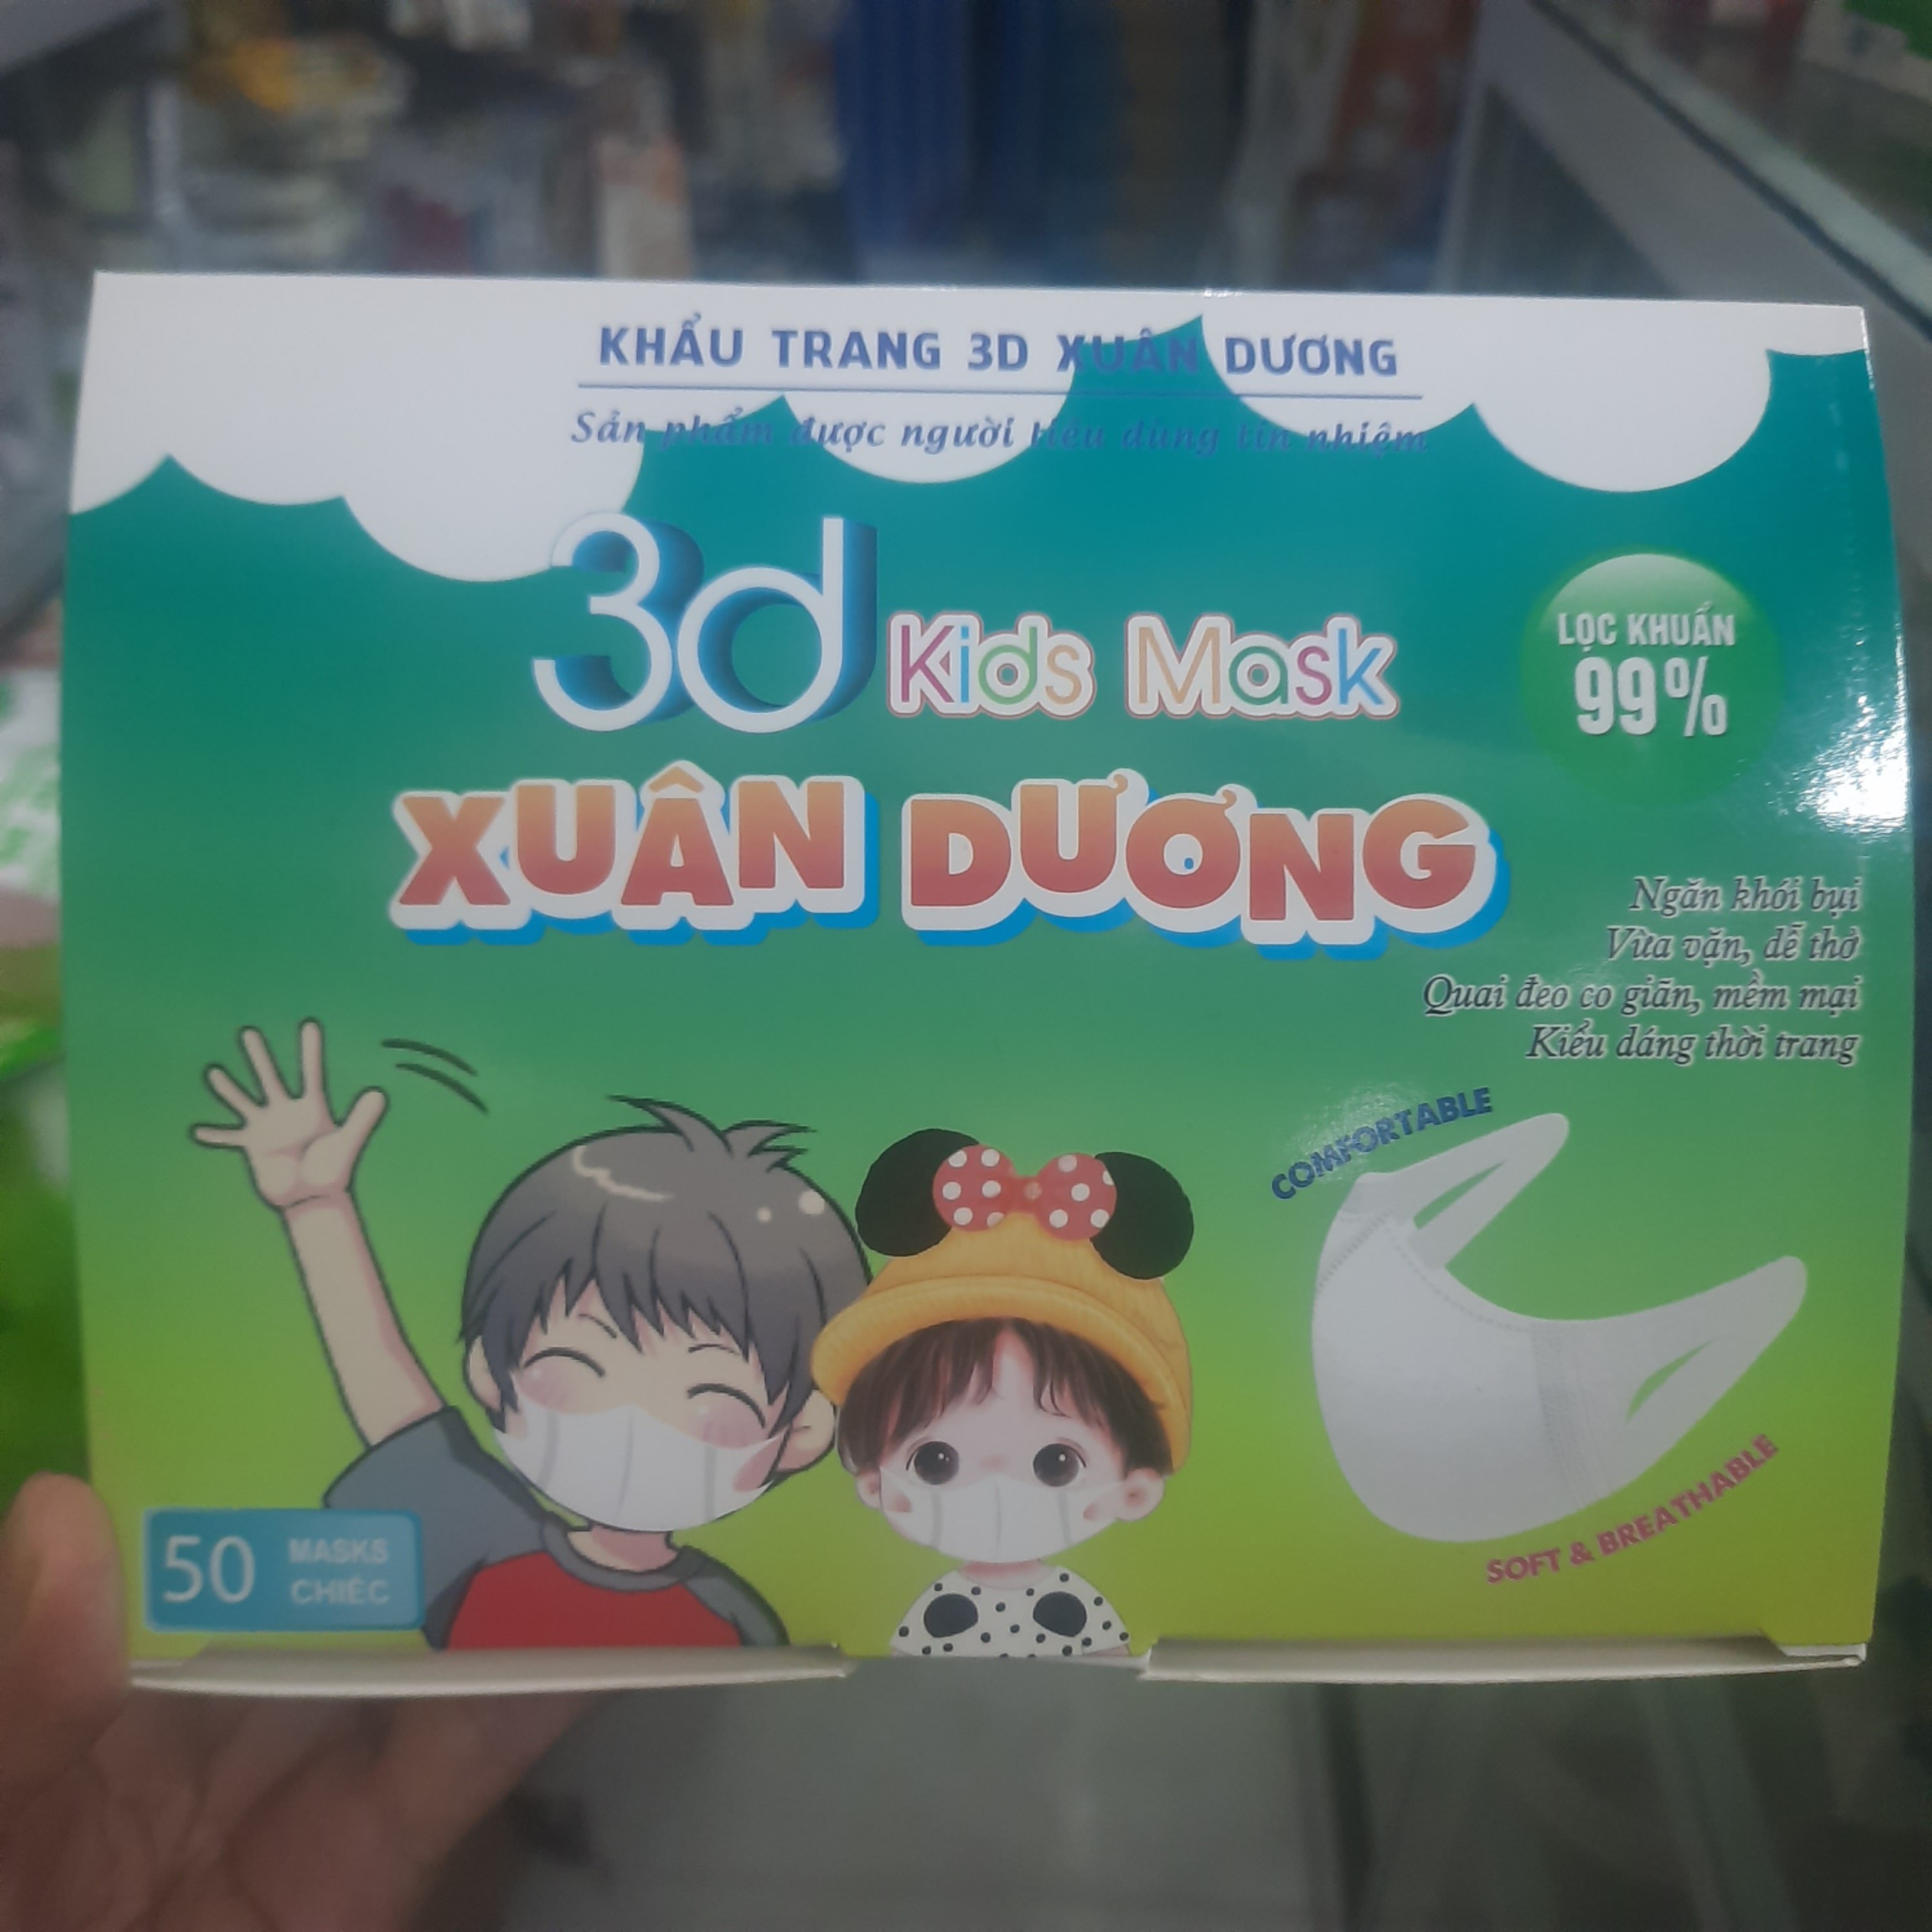 KHẨU TRANG 3D XUÂN DƯƠNG
Sản phẩm được người tiêu dùng tín nhiệm
3d Kids Mask
LỌC KHUẨN
99%
XUÂN DƯƠNG
Ngăn khói bụi
Vừa vặn, dễ thở
Quai đeo co giãn, mềm mại
Kiểu dáng thời trang
COMFORTABLE
SOFT & BREATHABLE
50 MASKS
CHIẾC